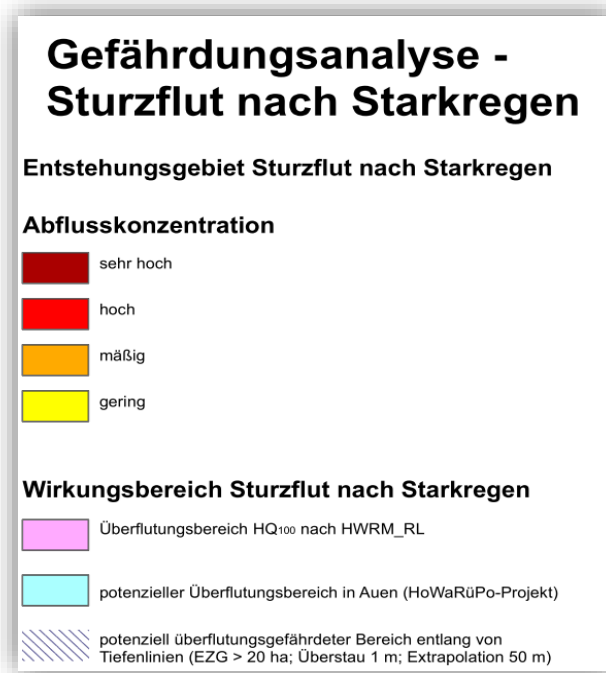 Gefährdungsanalyse -
Sturzflut nach Starkregen
Entstehungsgebiet Sturzflut nach Starkregen
Abflusskonzentration
sehr hoch
hoch
mäßig
gering
Wirkungsbereich Sturzflut nach Starkregen
Überflutungsbereich HQ100 nach HWRM_RL
potenzieller Überflutungsbereich in Auen (HoWaRüPo-Projekt)
potenziell überflutungsgefährdeter Bereich entlang von
Tiefenlinien (EZG > 20 ha; Überstau 1 m; Extrapolation 50 m)